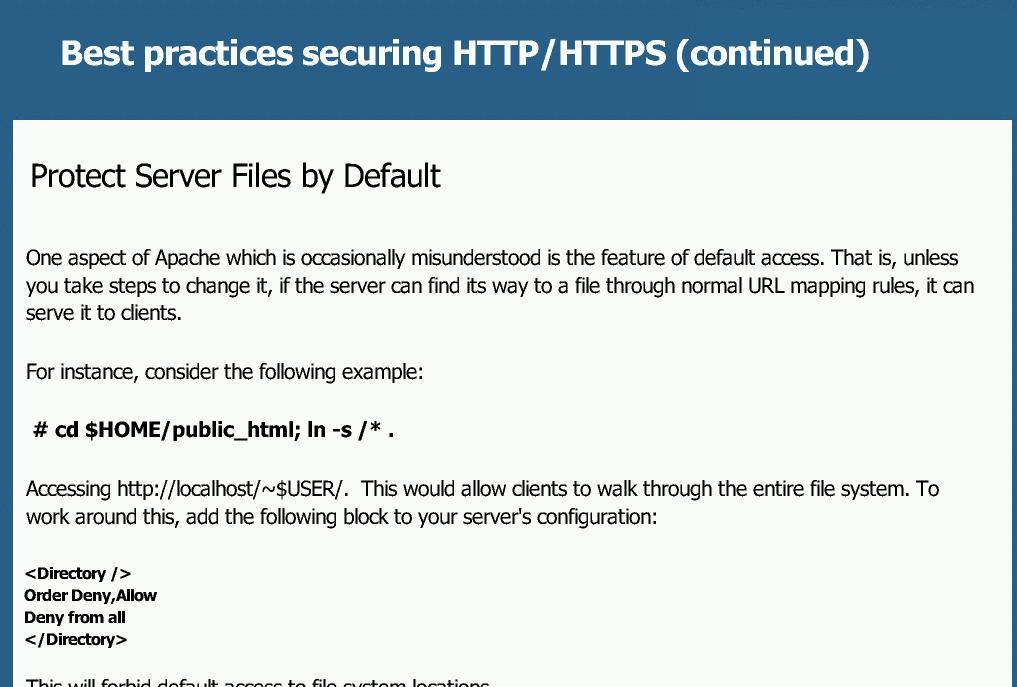 Best practices securing HTTP/HTTPS (continued)
Protect Server Files by Default
One aspect of Apache which is occasionally misunderstood is the feature of default access. That is, unless
you take steps to change it, if the server can find its way to a file through normal URL mapping rules, it can
serve it to clients.
For instance, consider the following example:
# cd $HOME/public_html; ln -s /* .
Accessing http://localhost/~$USER/.  This would allow clients to walk through the entire file system. To
work around this, add the following block to your server's configuration:
<Directory />
Order Deny,Allow
Deny from all
</Directory>
This will forbid default access to file system locations.